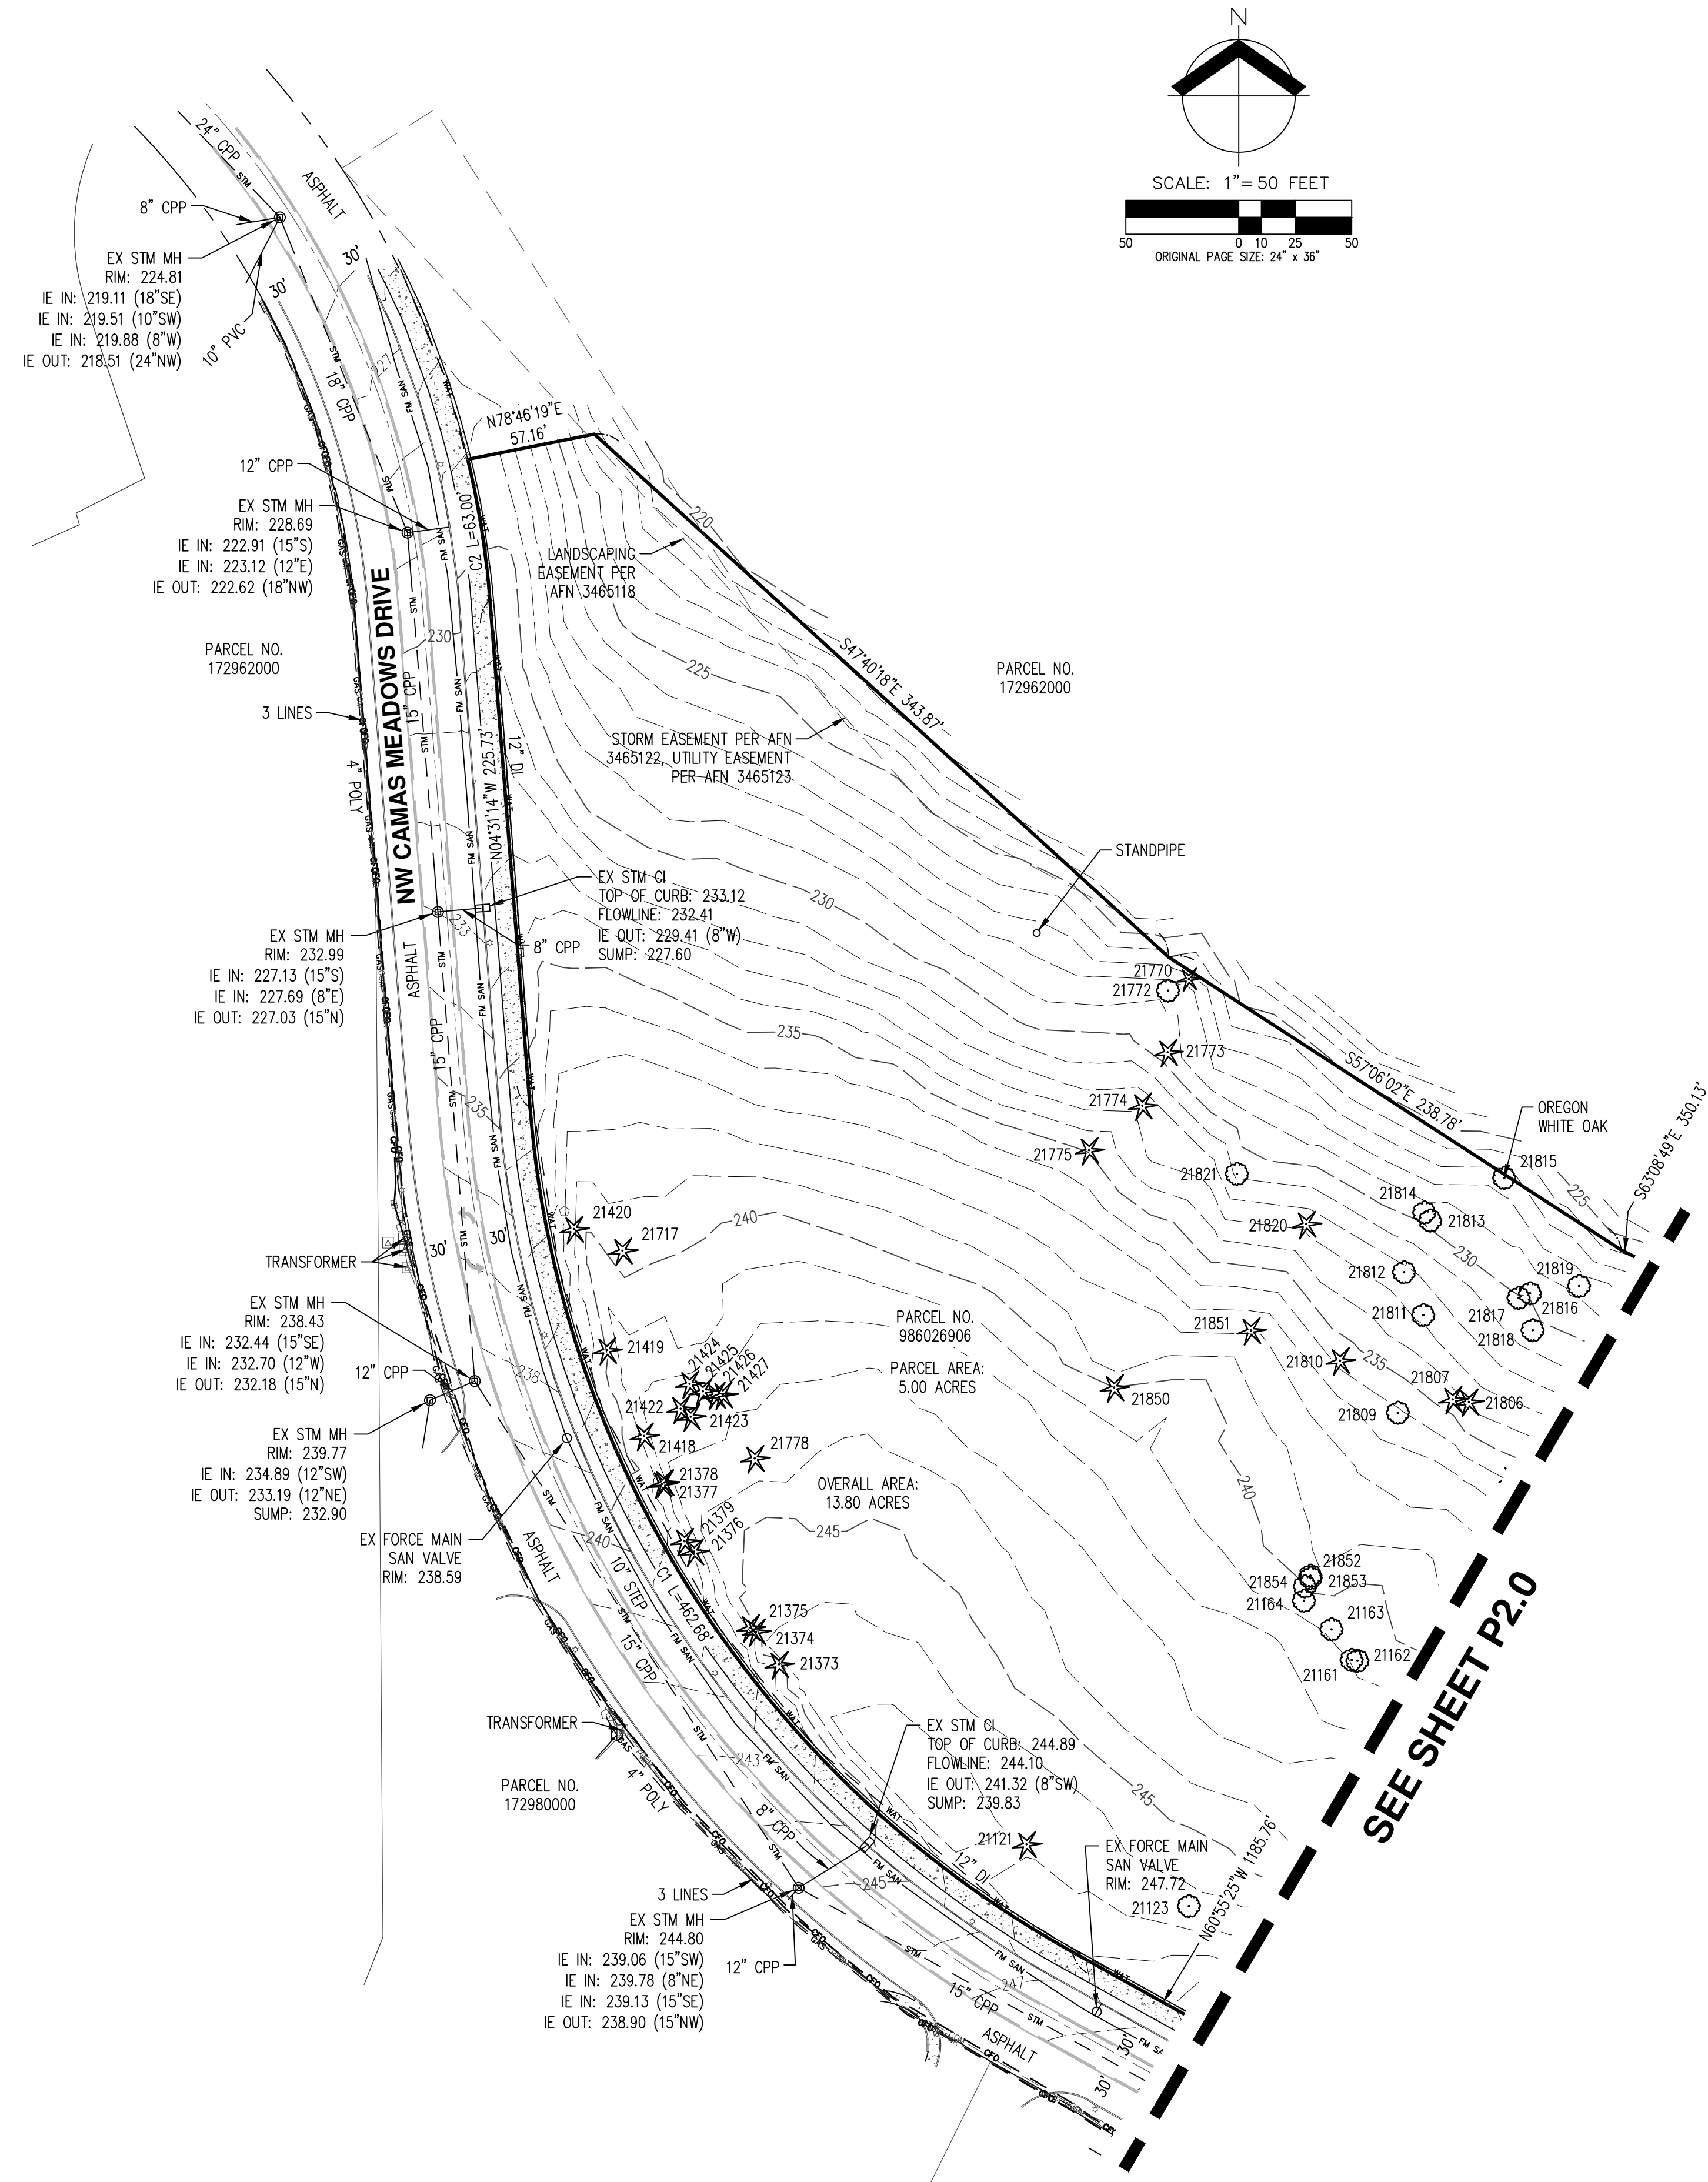 N
SCALE: 1"= 50 FEET
50 0 10 25 50
ORIGINAL PAGE SIZE: 24" x 36"
24" CPP
STM
ASPHALT
8" CPP
EX STM MH
RIM: 224.81
IE IN: 219.11 (18"SE)
IE IN: 219.51 (10"SW)
IE IN: 219.88 (8"W)
IE OUT: 218.51 (24"NW)
10" PVC
30'
30'
18" CPP
227
FM SAN
N78°46'19"E
57.16'
12" CPP
EX STM MH
RIM: 228.69
IE IN: 222.91 (15"S)
IE IN: 223.12 (12"E)
IE OUT: 222.62 (18"NW)
C2 L=63.00'
LANDSCAPING
EASEMENT PER
AFN 3465118
220
PARCEL NO.
172962000
230
NW CAMAS MEADOWS DRIVE
15" CPP
3 LINES
4" POLY
N04°31'14"W 225.73'
12" DI
225
S47°40'18"E 343.87'
PARCEL NO.
172962000
STORM EASEMENT PER AFN
3465122, UTILITY EASEMENT
PER AFN 3465123
STANDPIPE
230
EX STM CI
TOP OF CURB: 233.12
FLOWLINE: 232.41
IE OUT: 229.41 (8"W)
SUMP: 227.60
8" CPP
233
EX STM MH
RIM: 232.99
IE IN: 227.13 (15"S)
IE IN: 227.69 (8"E)
IE OUT: 227.03 (15"N)
ASPHALT
15" CPP
STM
FM SAN
WAT
GAS
235
235
21770
21772
21773
21774
21775
S57°06'02"E 238.78'
OREGON
WHITE OAK
S63°08'49"E 350.13'
21815
225
21821
21814
21813
21820
230
21812
21819
21811
21817
21816
21818
21420
21717
240
TRANSFORMER
30'
30'
EX STM MH
RIM: 238.43
IE IN: 232.44 (15"SE)
IE IN: 232.70 (12"W)
IE OUT: 232.18 (15"N)
12" CPP
238
PARCEL NO.
986026906
PARCEL AREA:
5.00 ACRES
21851
21810
235
21807
21806
21850
21809
21419
21424
21425
21426
21427
21422
21423
21418
21778
21378
21377
21379
21376
EX STM MH
RIM: 239.77
IE IN: 234.89 (12"SW)
IE OUT: 233.19 (12"NE)
SUMP: 232.90
EX FORCE MAIN
SAN VALVE
RIM: 238.59
OVERALL AREA:
13.80 ACRES
245
240
240
ASPHALT
10" STEP
15" CPP
C1 L=462.68'
21375
21374
21373
21852
21854
21853
21164
21163
21162
21161
SEE SHEET P2.0
TRANSFORMER
4" POLY
PARCEL NO.
172980000
243
EX STM CI
TOP OF CURB: 244.89
FLOWLINE: 244.10
IE OUT: 241.32 (8"SW)
SUMP: 239.83
8" CPP
245
245
21121
12" DI
EX FORCE MAIN
SAN VALVE
RIM: 247.72
21123
N60°55'25"W 1185.76'
3 LINES
EX STM MH
RIM: 244.80
IE IN: 239.06 (15"SW)
IE IN: 239.78 (8"NE)
IE IN: 239.13 (15"SE)
IE OUT: 238.90 (15"NW)
12" CPP
247
15" CPP
ASPHALT
30'
30'